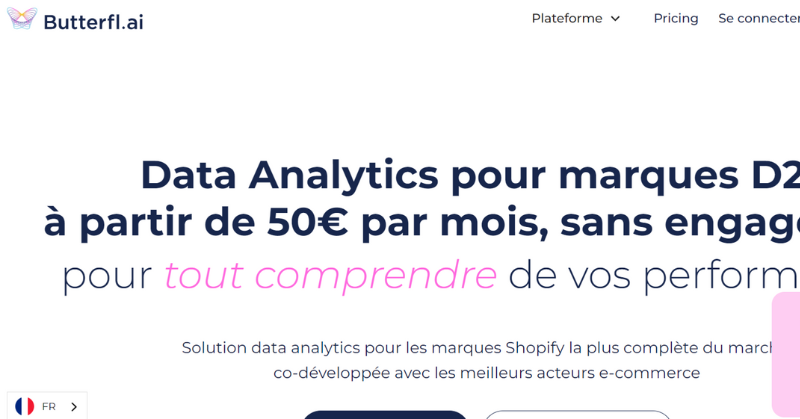 Butterfl.ai
Plateforme
Pricing
Se connecter
Data Analytics pour marques D2
à partir de 50€ par mois, sans engag
pour tout comprendre de vos perform
Solution data analytics pour les marques Shopify la plus complète du march
co-développée avec les meilleurs acteurs e-commerce
FR